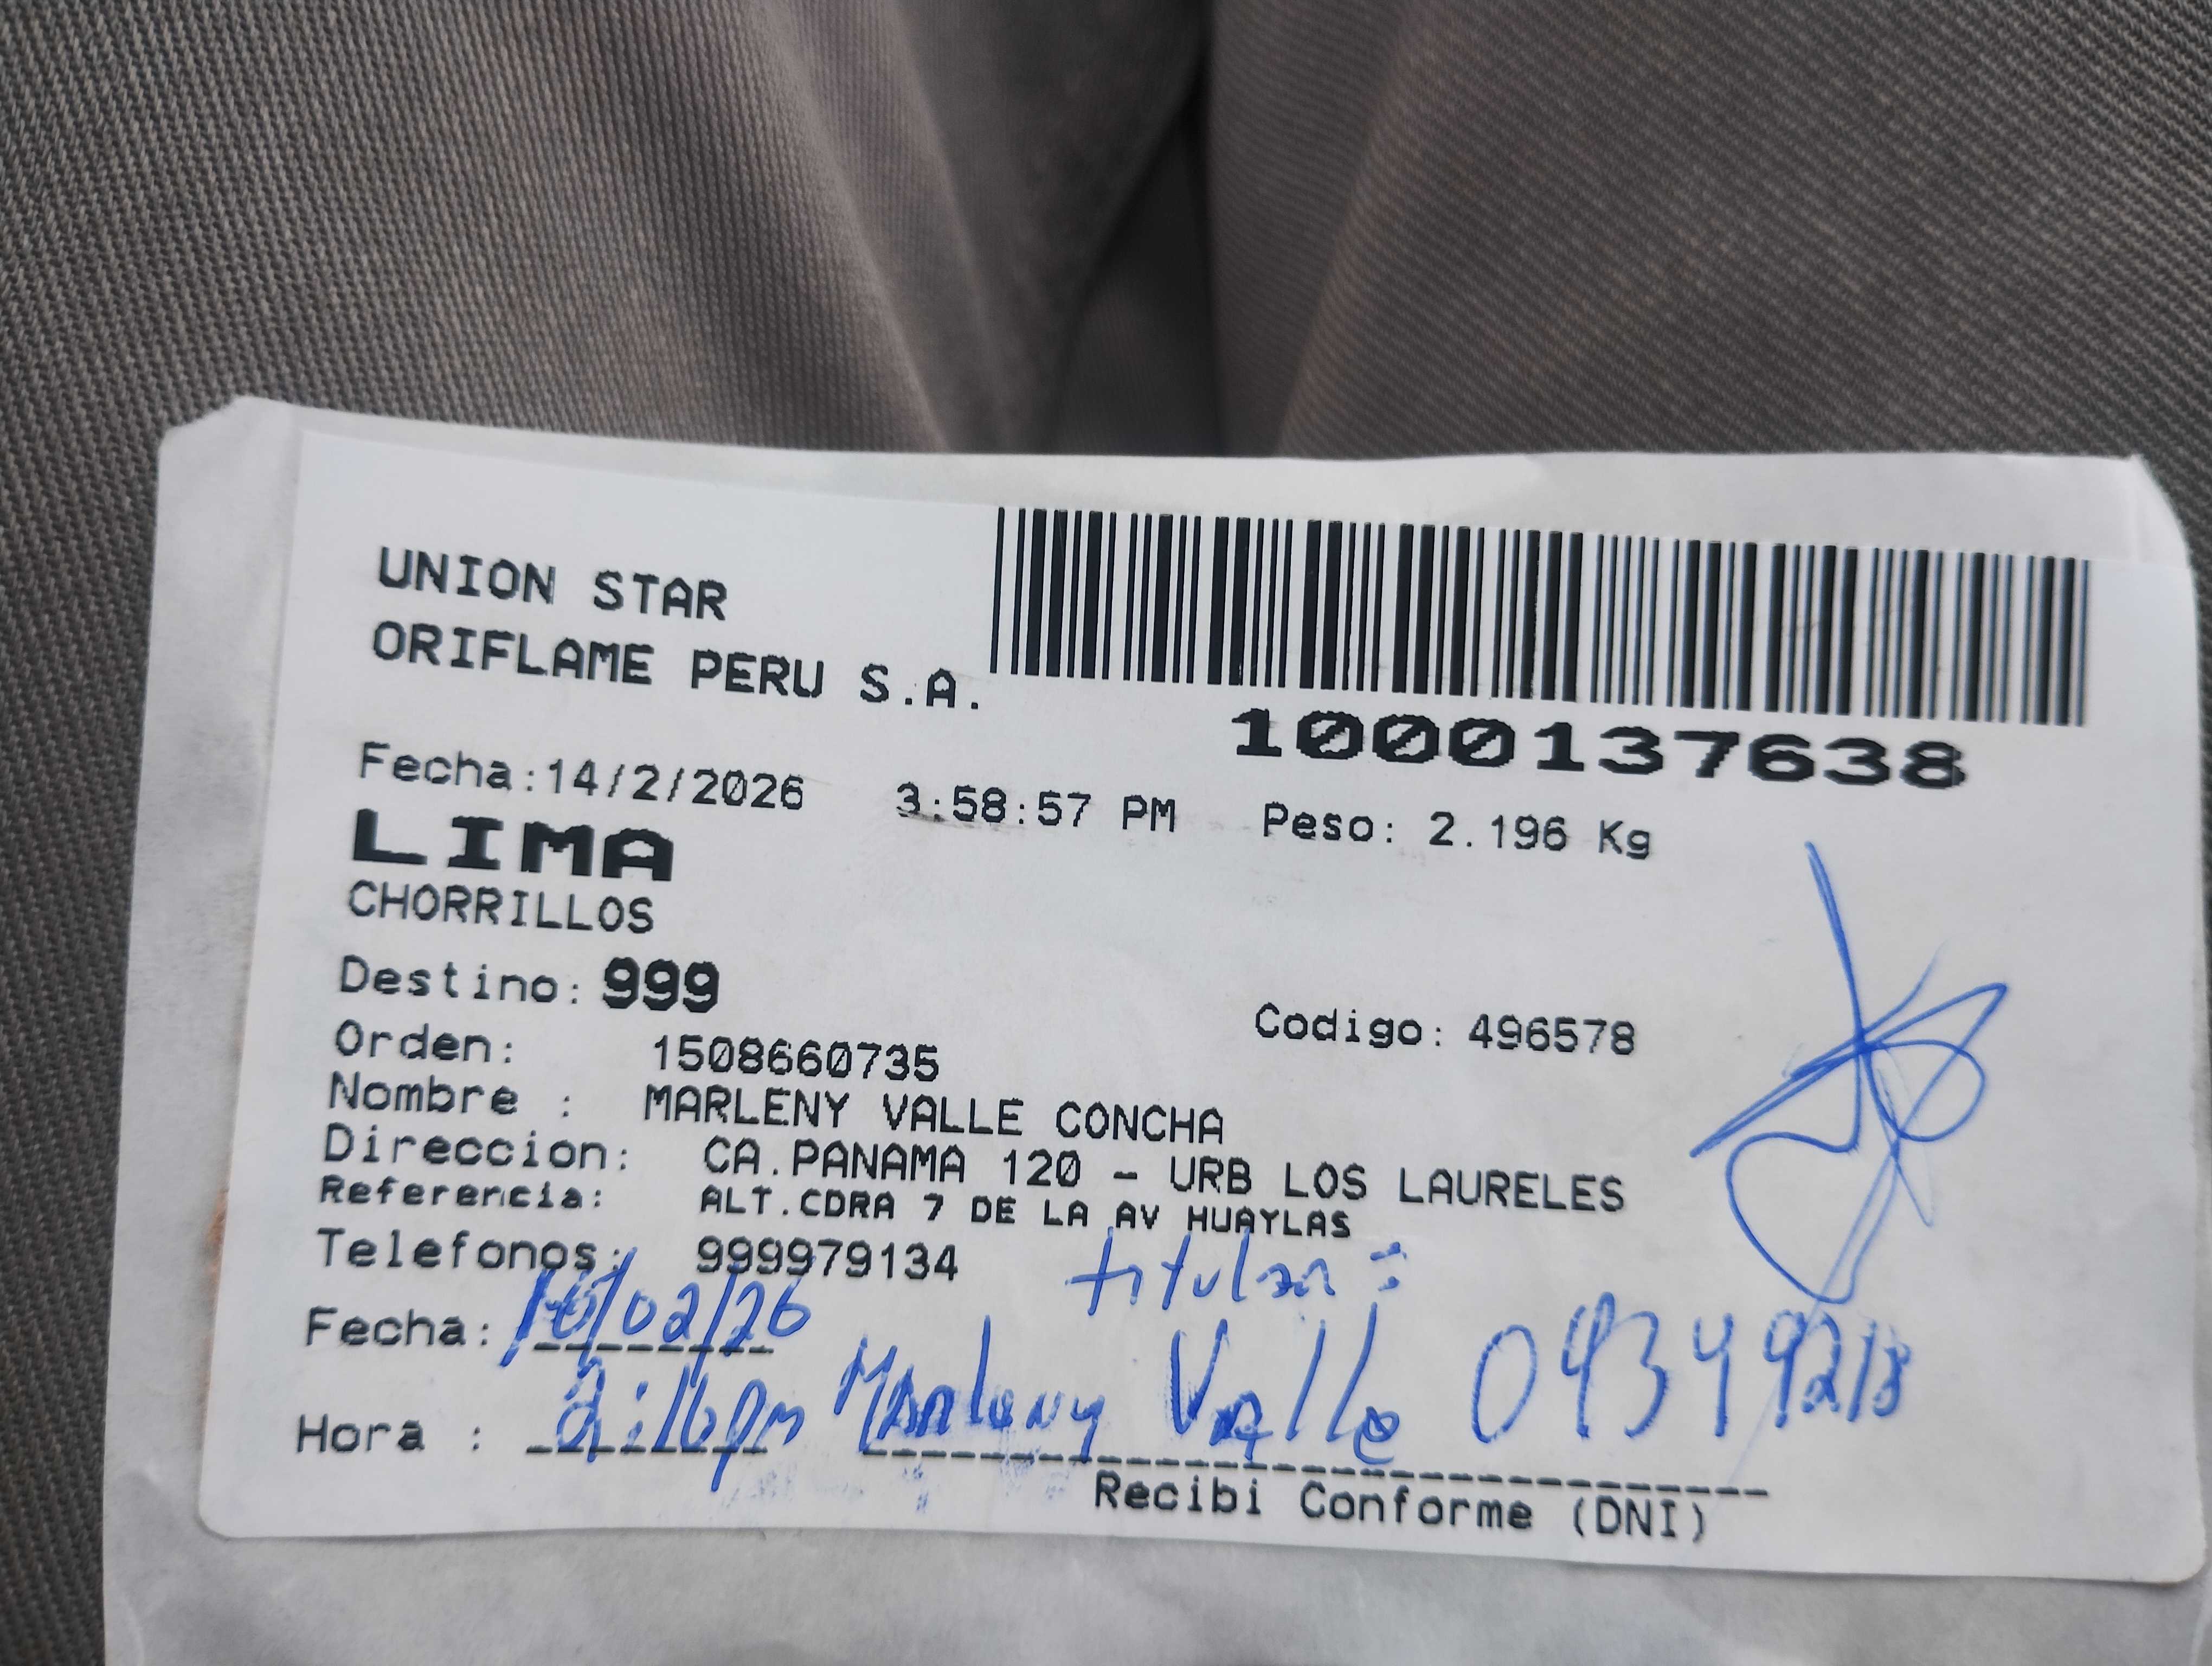 UNION STAR
ORIFLAME PERU S.A.
1000137638
Fecha:14/2/2026 3:58:57 PM Peso: 2.196 Kg
LIMA
CHORRILLOS
Destino: 999
Codigo: 496578
Orden: 1508660735
Nombre : MARLENY VALLE CONCHA
Direccion: CA.PANAMA 120 - URB LOS LAURELES
Referencia: ALT.CDRA 7 DE LA AV HUAYLAS
Telefonos: 999979134
titular:
Fecha: 16/02/26
Hora : 2:16pm Marleny Valle
Recibi Conforme (DNI)